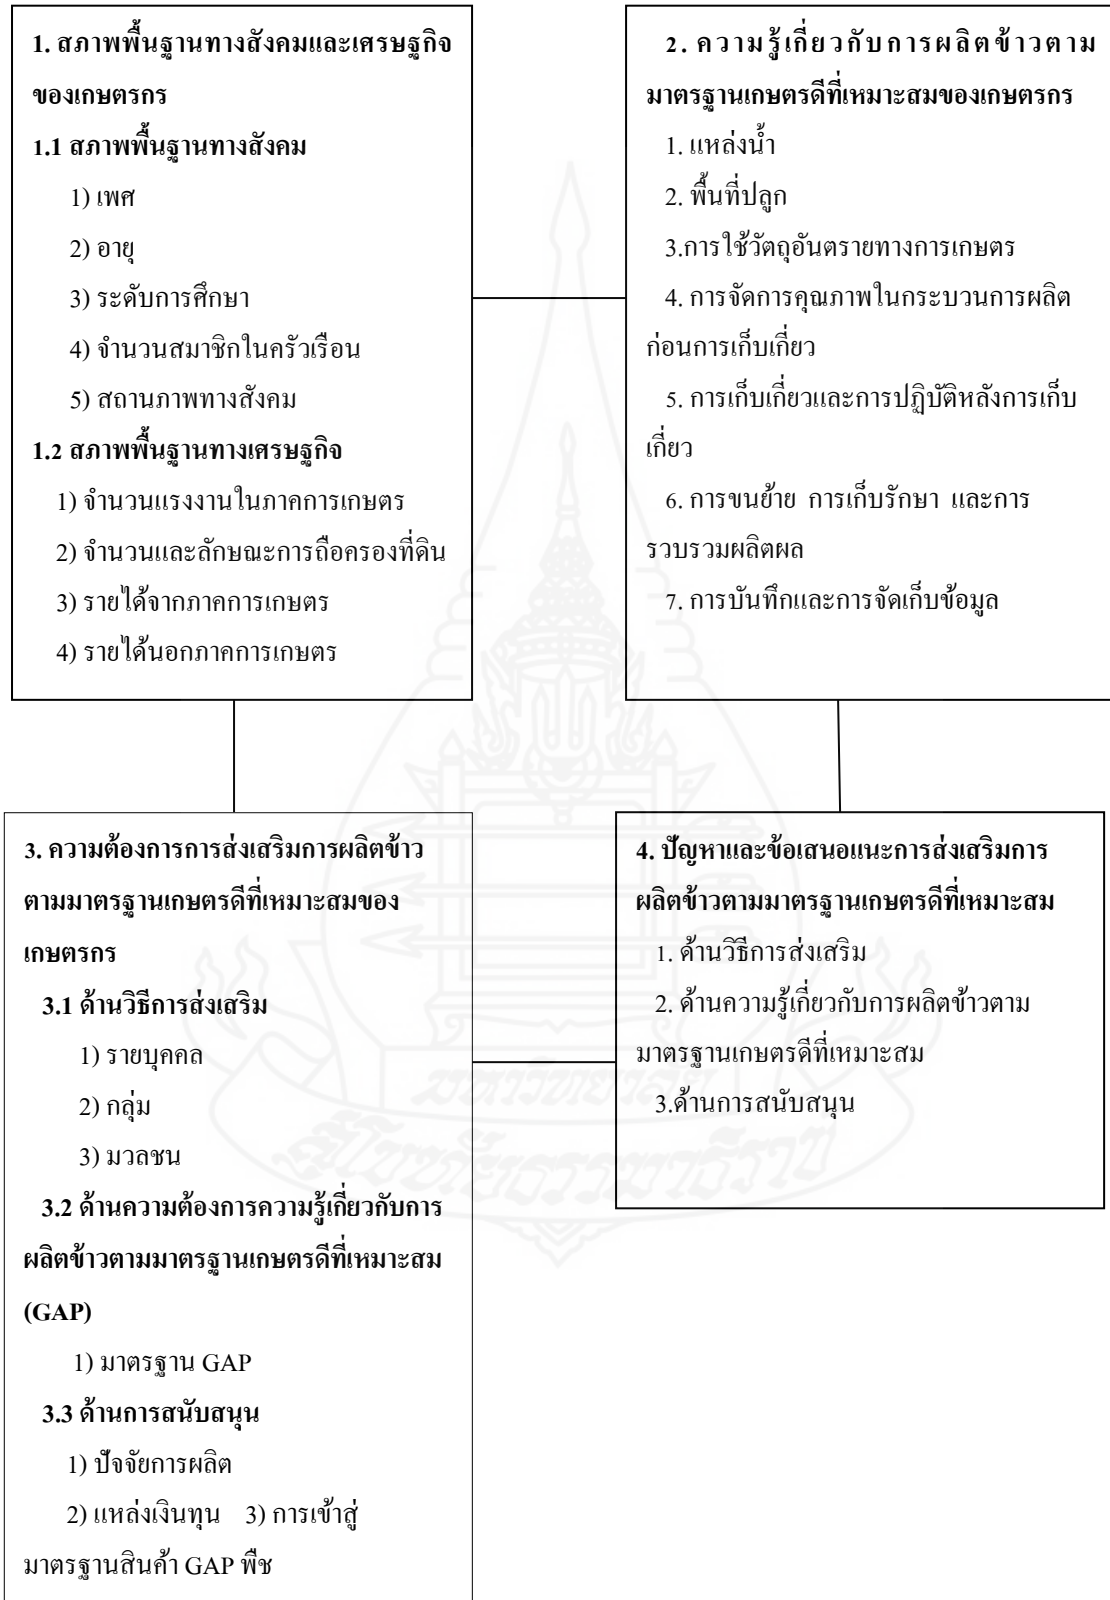 1. สภาพพื้นฐานทางสังคมและเศรษฐกิจ
ของเกษตรกร
1.1 สภาพพื้นฐานทางสังคม
1) เพศ
2) อายุ
3) ระดับการศึกษา
4) จำนวนสมาชิกในครัวเรือน
5) สถานภาพทางสังคม
1.2 สภาพพื้นฐานทางเศรษฐกิจ
1) จำนวนแรงงานในภาคการเกษตร
2) จำนวนและลักษณะการถือครองที่ดิน
3) รายได้จากภาคการเกษตร
4) รายได้นอกภาคการเกษตร
2. ความรู้เกี่ยวกับการผลิตข้าวตาม
มาตรฐานเกษตรดีที่เหมาะสมของเกษตรกร
1. แหล่งน้ำ
2. พื้นที่ปลูก
3.การใช้วัตถุอันตรายทางการเกษตร
4. การจัดการคุณภาพในกระบวนการผลิต
ก่อนการเก็บเกี่ยว
5. การเก็บเกี่ยวและการปฏิบัติหลังการเก็บ
เกี่ยว
6. การขนย้าย การเก็บรักษา และการ
รวบรวมผลิตผล
7. การบันทึกและการจัดเก็บข้อมูล
3. ความต้องการการส่งเสริมการผลิตข้าว
ตามมาตรฐานเกษตรดีที่เหมาะสมของ
เกษตรกร
3.1 ด้านวิธีการส่งเสริม
1) รายบุคคล
2) กลุ่ม
3) มวลชน
3.2 ด้านความต้องการความรู้เกี่ยวกับการ
ผลิตข้าวตามมาตรฐานเกษตรดีที่เหมาะสม
(GAP)
1) มาตรฐาน GAP
3.3 ด้านการสนับสนุน
1) ปัจจัยการผลิต
2) แหล่งเงินทุน 3) การเข้าสู่
มาตรฐานสินค้า GAP พืช
4. ปัญหาและข้อเสนอแนะการส่งเสริมการ
ผลิตข้าวตามมาตรฐานเกษตรดีที่เหมาะสม
1. ด้านวิธีการส่งเสริม
2. ด้านความรู้เกี่ยวกับการผลิตข้าวตาม
มาตรฐานเกษตรดีที่เหมาะสม
3.ด้านการสนับสนุน
มหาวิทยาลัย
สุโขทัยธรรมาธิราช